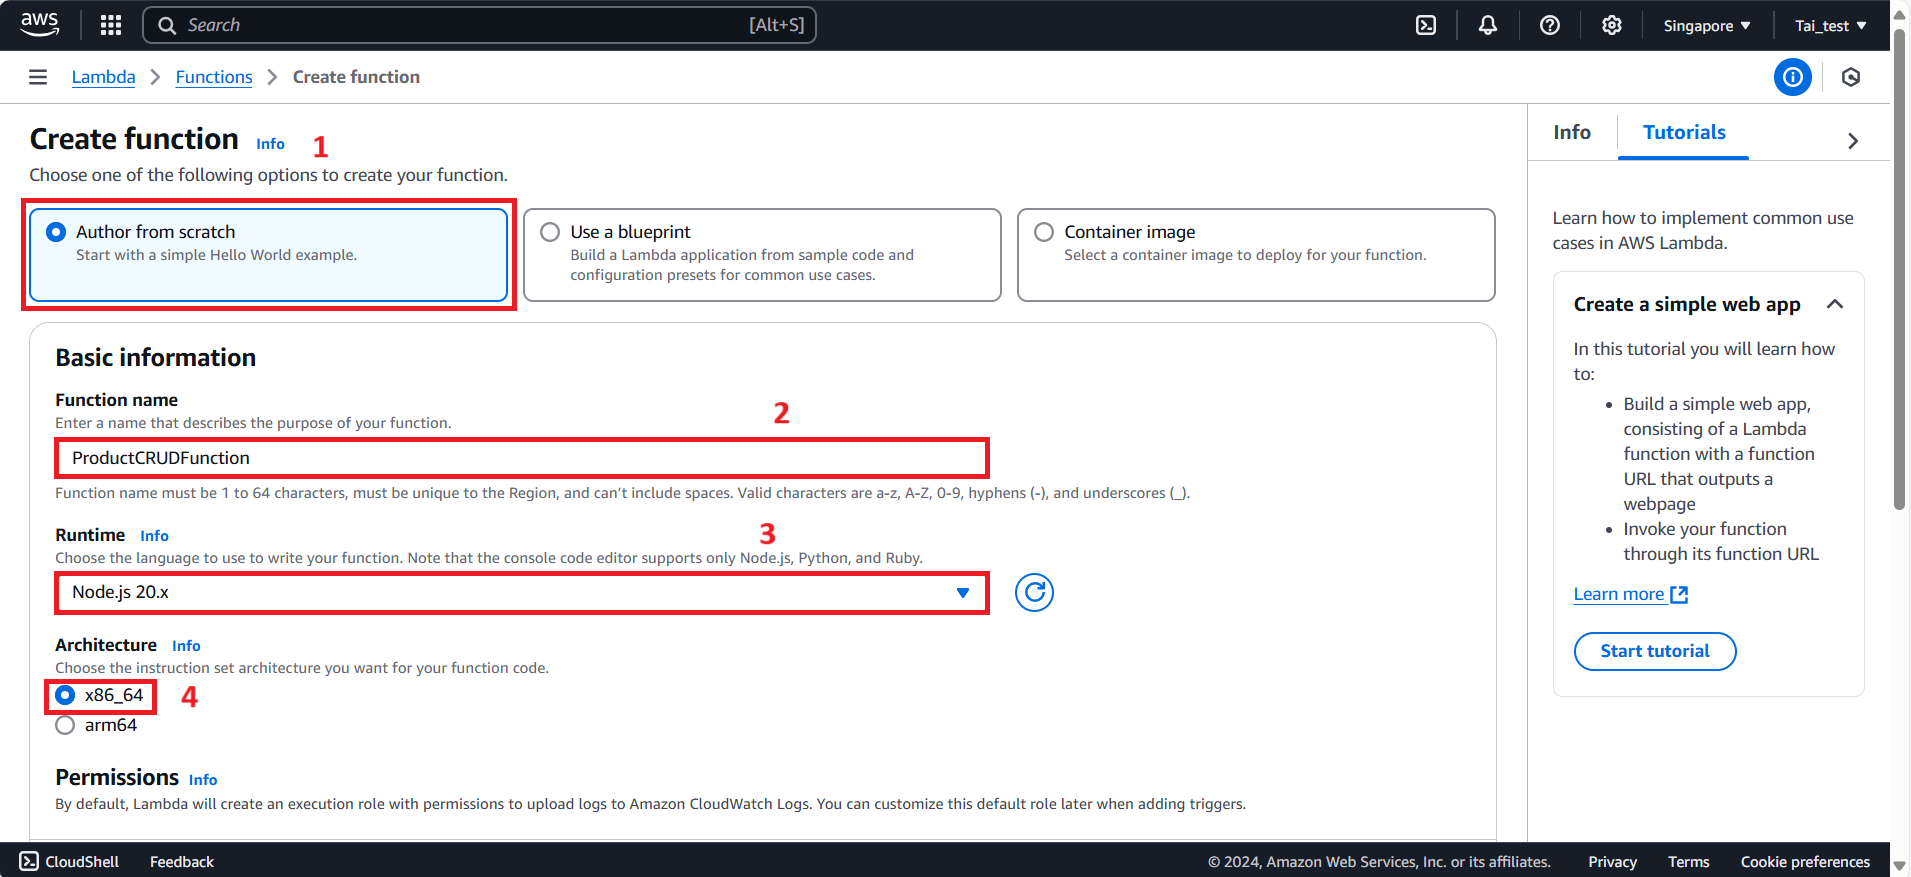 aws
Search
[Alt+S]
Singapore
Tai_test
Lambda
Functions
Create function
Create function
Info
1
Choose one of the following options to create your function.
Author from scratch
Start with a simple Hello World example.
Use a blueprint
Build a Lambda application from sample code and
configuration presets for common use cases.
Container image
Select a container image to deploy for your function.
Basic information
Function name
Enter a name that describes the purpose of your function.
2
ProductCRUDFunction
Function name must be 1 to 64 characters, must be unique to the Region, and can't include spaces. Valid characters are a-z, A-Z, 0-9, hyphens (-), and underscores (_).
Runtime
Info
3
Choose the language to use to write your function. Note that the console code editor supports only Node.js, Python, and Ruby.
Node.js 20.x
Architecture
Info
Choose the instruction set architecture you want for your function code.
x86_64
4
arm64
Permissions
Info
By default, Lambda will create an execution role with permissions to upload logs to Amazon CloudWatch Logs. You can customize this default role later when adding triggers.
Info
Tutorials
Learn how to implement common use
cases in AWS Lambda.
Create a simple web app
In this tutorial you will learn how
to:
• Build a simple web app,
consisting of a Lambda
function with a function
URL that outputs a
webpage
• Invoke your function
through its function URL
Learn more
Start tutorial
CloudShell
Feedback
© 2024, Amazon Web Services, Inc. or its affiliates.
Privacy
Terms
Cookie preferences